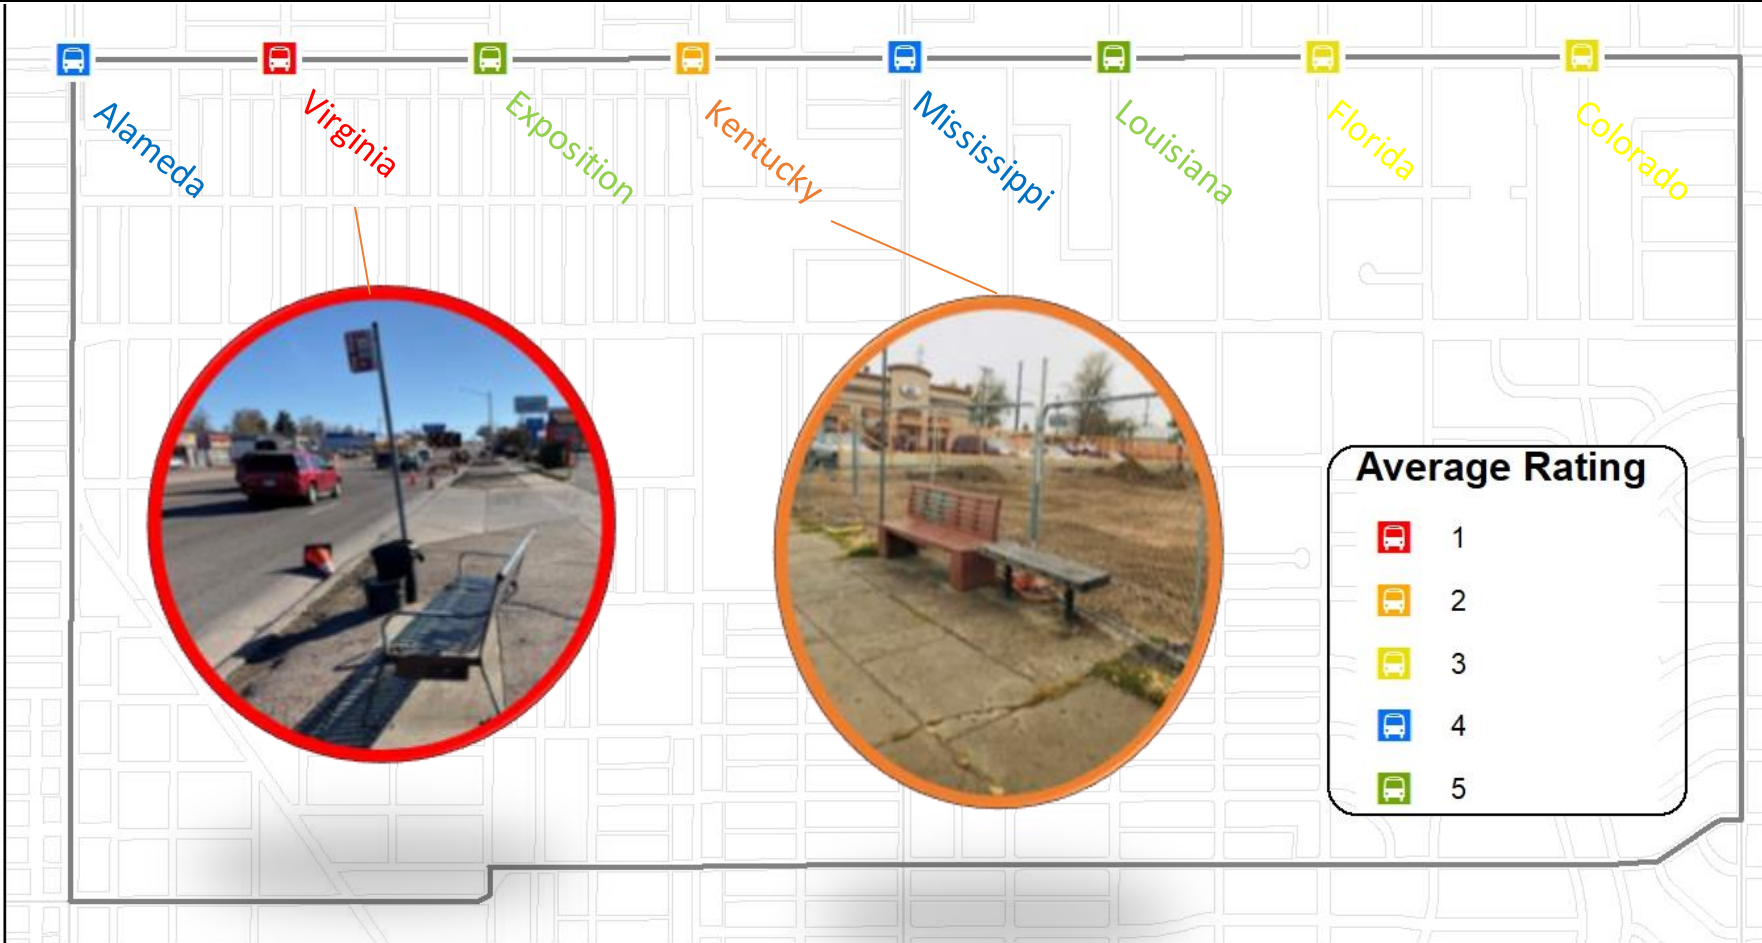 Alameda
Virginia
Exposition
Kentucky
Mississippi
Louisiana
Florida
Colorado
Average Rating
1
2
3
4
5